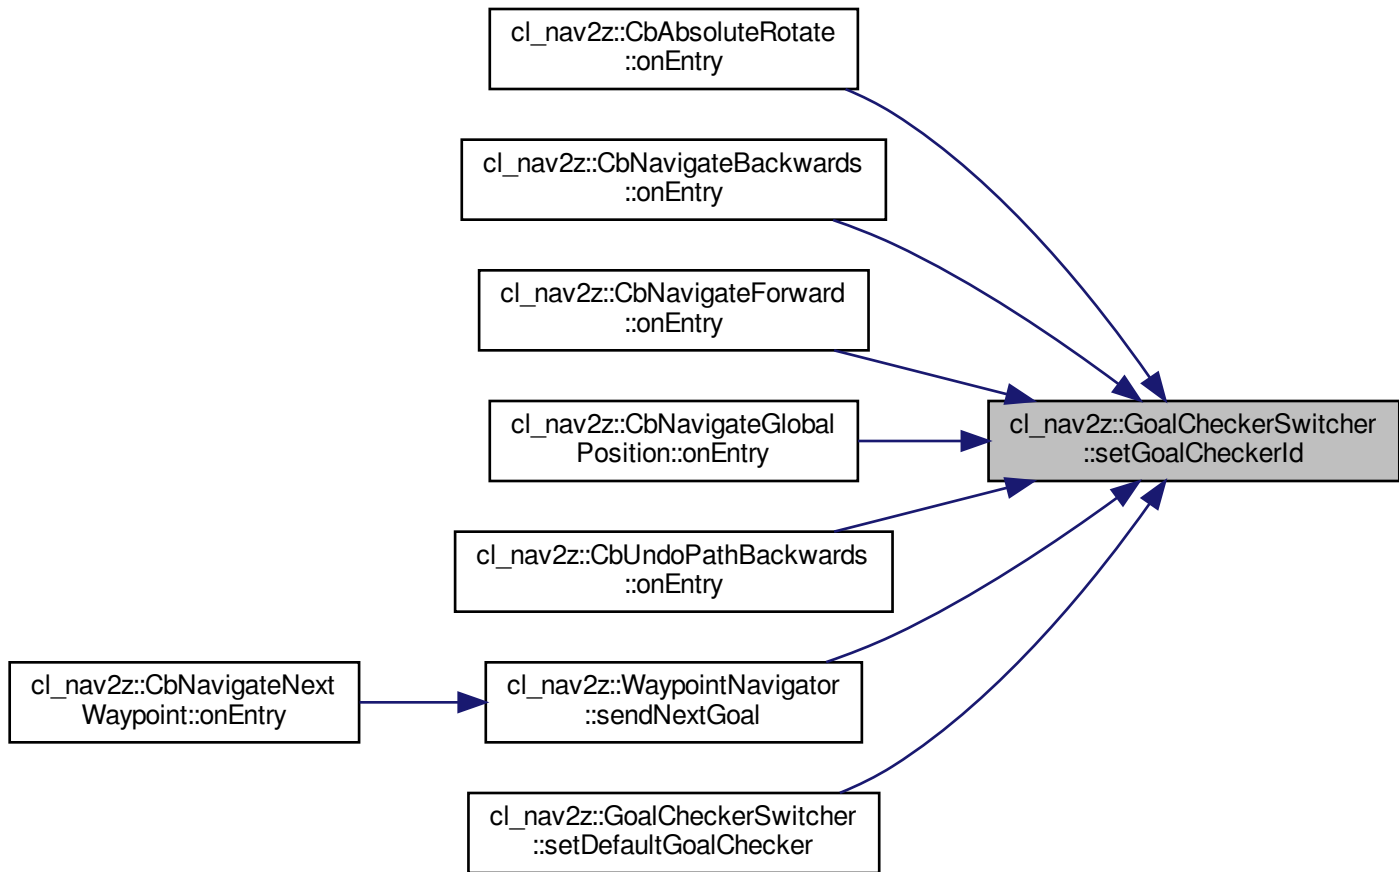 cl_nav2z::CbAbsoluteRotate
::onEntry
cl_nav2z::CbNavigateBackwards
::onEntry
cl_nav2z::CbNavigateForward
::onEntry
cl_nav2z::CbNavigateGlobal
Position::onEntry
cl_nav2z::GoalCheckerSwitcher
::setGoalCheckerId
cl_nav2z::CbUndoPathBackwards
::onEntry
cl_nav2z::CbNavigateNext
Waypoint::onEntry
cl_nav2z::WaypointNavigator
::sendNextGoal
cl_nav2z::GoalCheckerSwitcher
::setDefaultGoalChecker